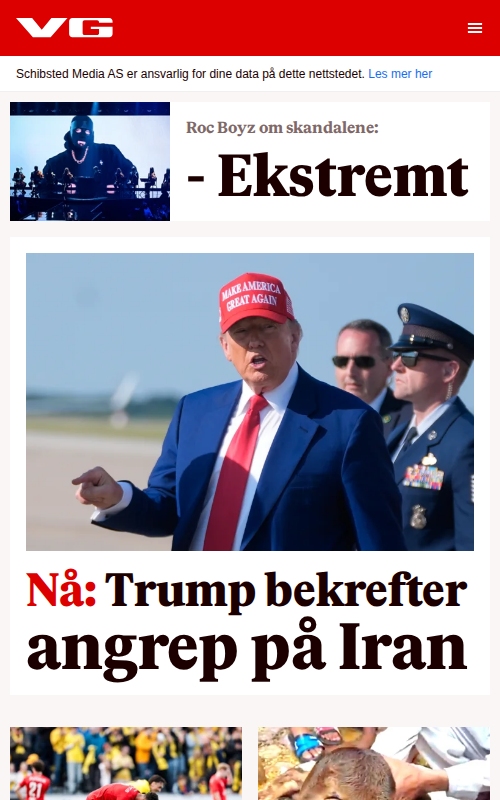 VG
Schibsted Media AS er ansvarlig for dine data på dette nettstedet. Les mer her
Roc Boyz om skandalene:
- Ekstremt
MAKE AMERICA
GREAT AGAIN
Nå: Trump bekrefter
angrep på Iran
21